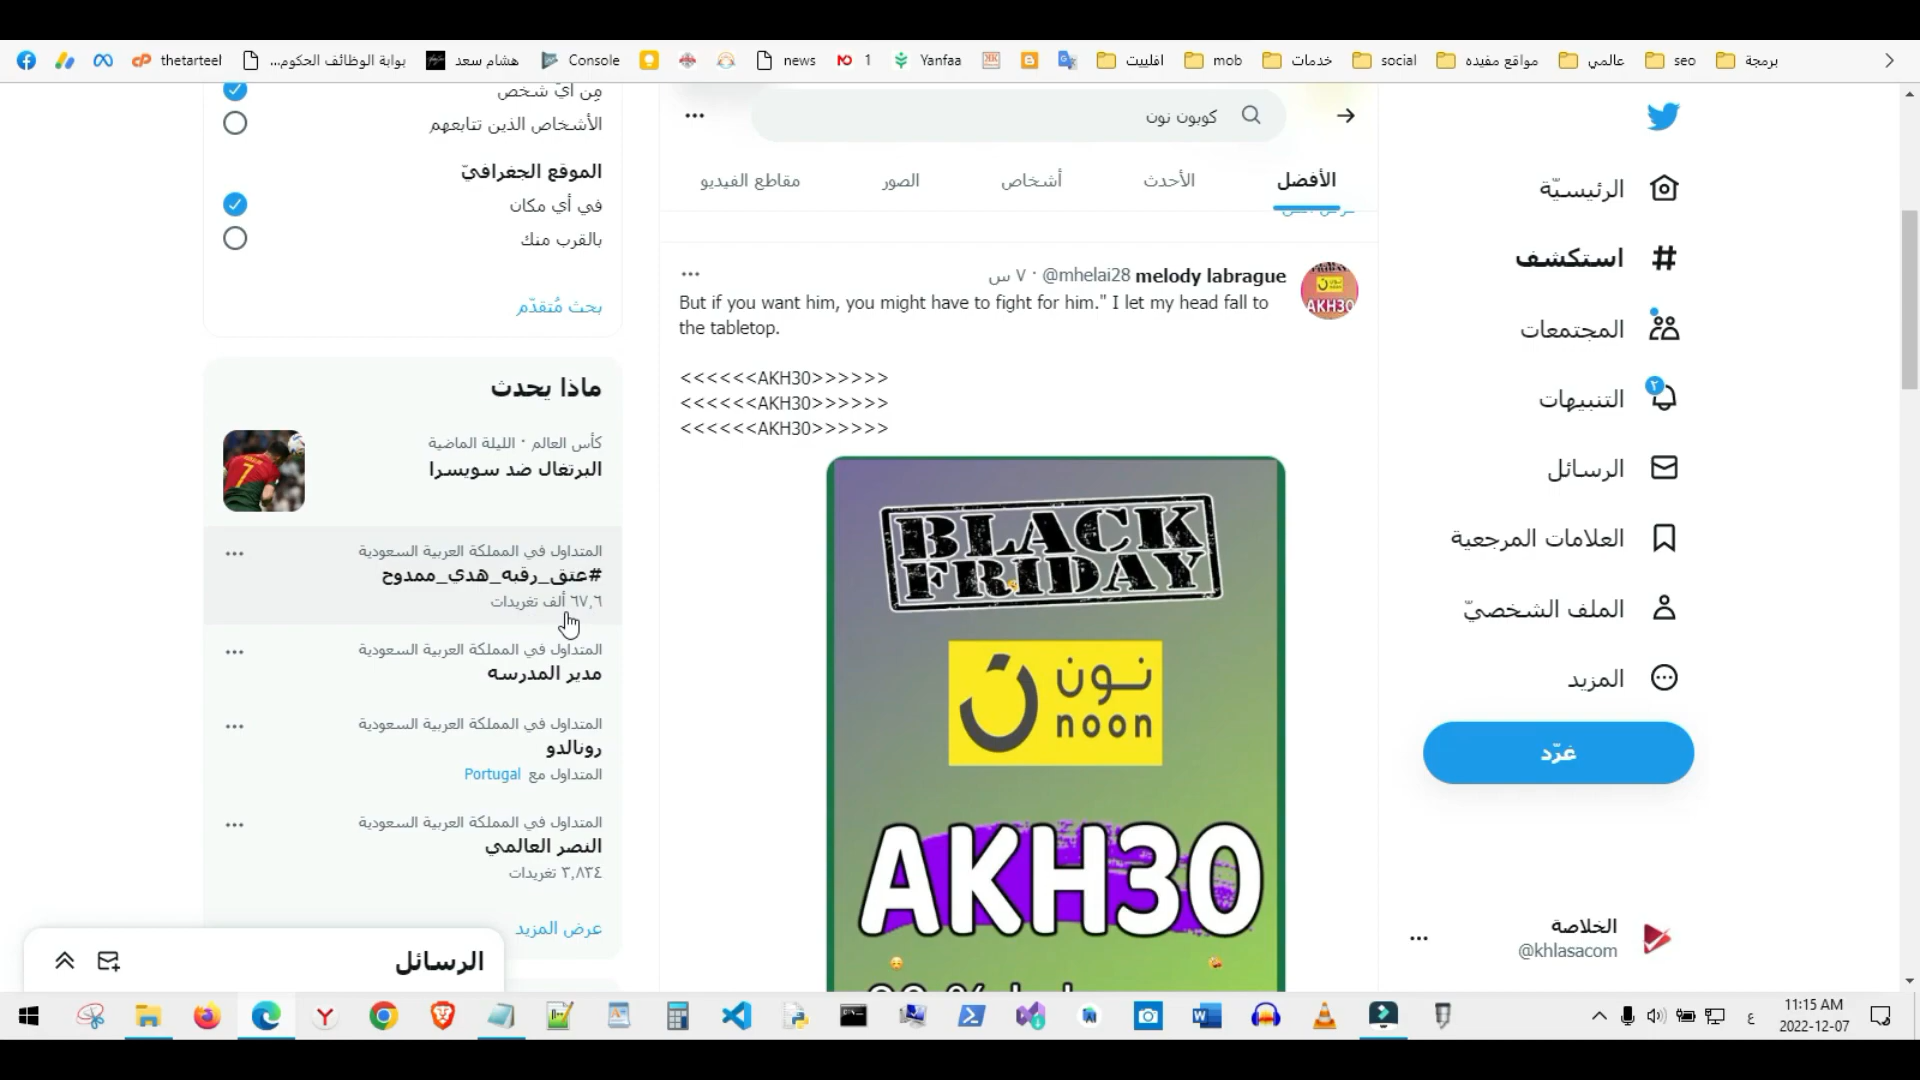 thetarteel
بوابة الوظائف الحكوم...
هشام سعد
Console
news
1
Yanfaa
افلييت
mob
خدمات
social
مواقع مفيده
عالمي
seo
برمجة
كوبون نون
الرئيسيّة
استكشف
المجتمعات
التنبيهات
٢
الرسائل
العلامات المرجعية
الملف الشخصيّ
المزيد
غرّد
الخلاصة
@khlasacom
الأفضل
الأحدث
أشخاص
الصور
مقاطع الفيديو
melody labrague @mhelai28 · ٧ س
But if you want him, you might have to fight for him." I let my head fall to
the tabletop.
<<<<<<AKH30>>>>>>
<<<<<<AKH30>>>>>>
<<<<<<AKH30>>>>>>
AKH30
BLACK
FRIDAY
نون
noon
AKH30
مِن أيّ شخص
الأشخاص الذين تتابعهم
الموقع الجغرافيّ
في أي مكان
بالقرب منك
بحث مُتقدّم
ماذا يحدث
كأس العالم · الليلة الماضية
البرتغال ضد سويسرا
7
المتداول في المملكة العربية السعودية
#عتق_رقبه_هدي_ممدوح
٦٧,٦ ألف تغريدات
المتداول في المملكة العربية السعودية
مدير المدرسه
المتداول في المملكة العربية السعودية
رونالدو
المتداول مع Portugal
المتداول في المملكة العربية السعودية
النصر العالمي
٣,٨٣٤ تغريدات
عرض المزيد
الرسائل
ع
11:15 AM
2022-12-07